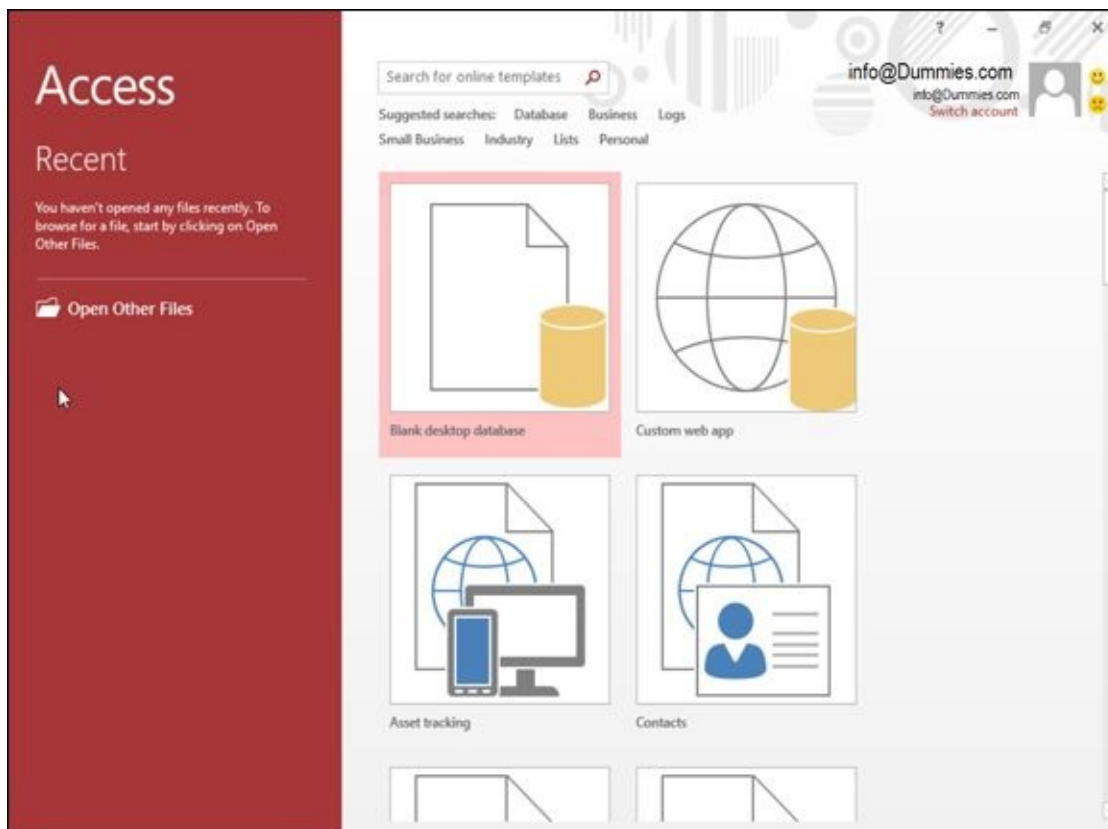 Access
Recent
You haven't opened any files recently. To
browse for a file, start by clicking on Open
Other Files.
Open Other Files
?
Search for online templates
Suggested searches: Database Business Logs
Small Business Industry Lists Personal
info@Dummies.com
info@Dummies.com
Switch account
Blank desktop database
Custom web app
Asset tracking
Contacts